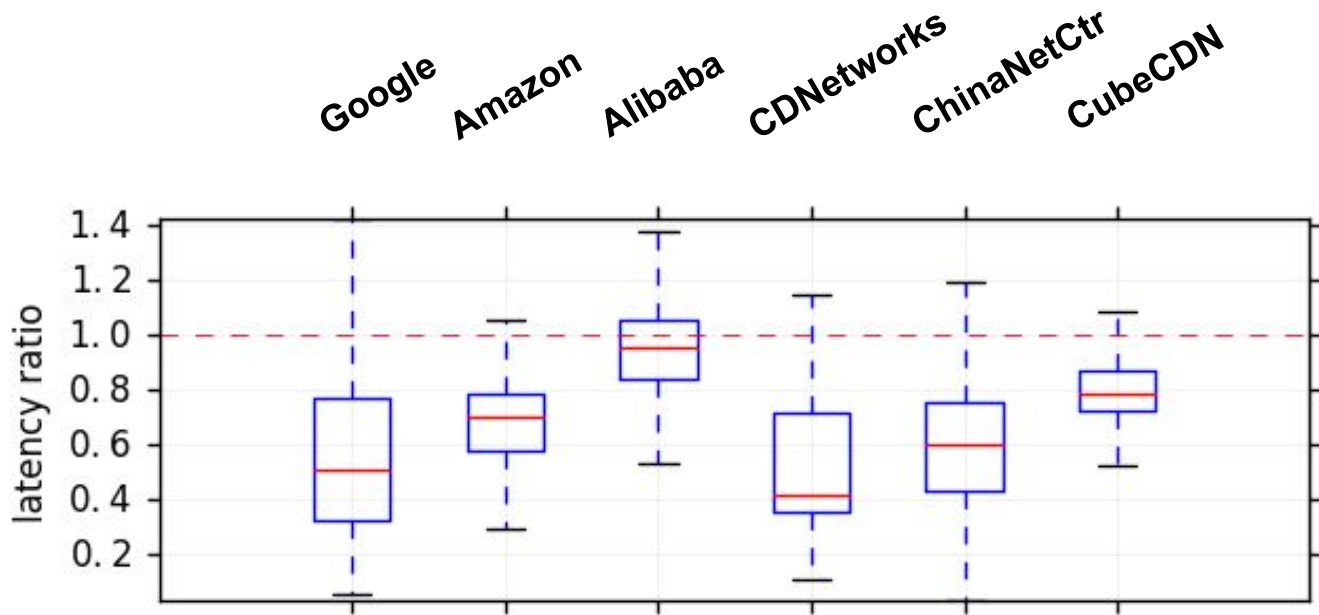 Google
Amazon
Alibaba
CDNetworks
ChinaNetCtr
CubeCDN
1.4
1.2
1.0
0.8
0.6
0.4
0.2
latency ratio